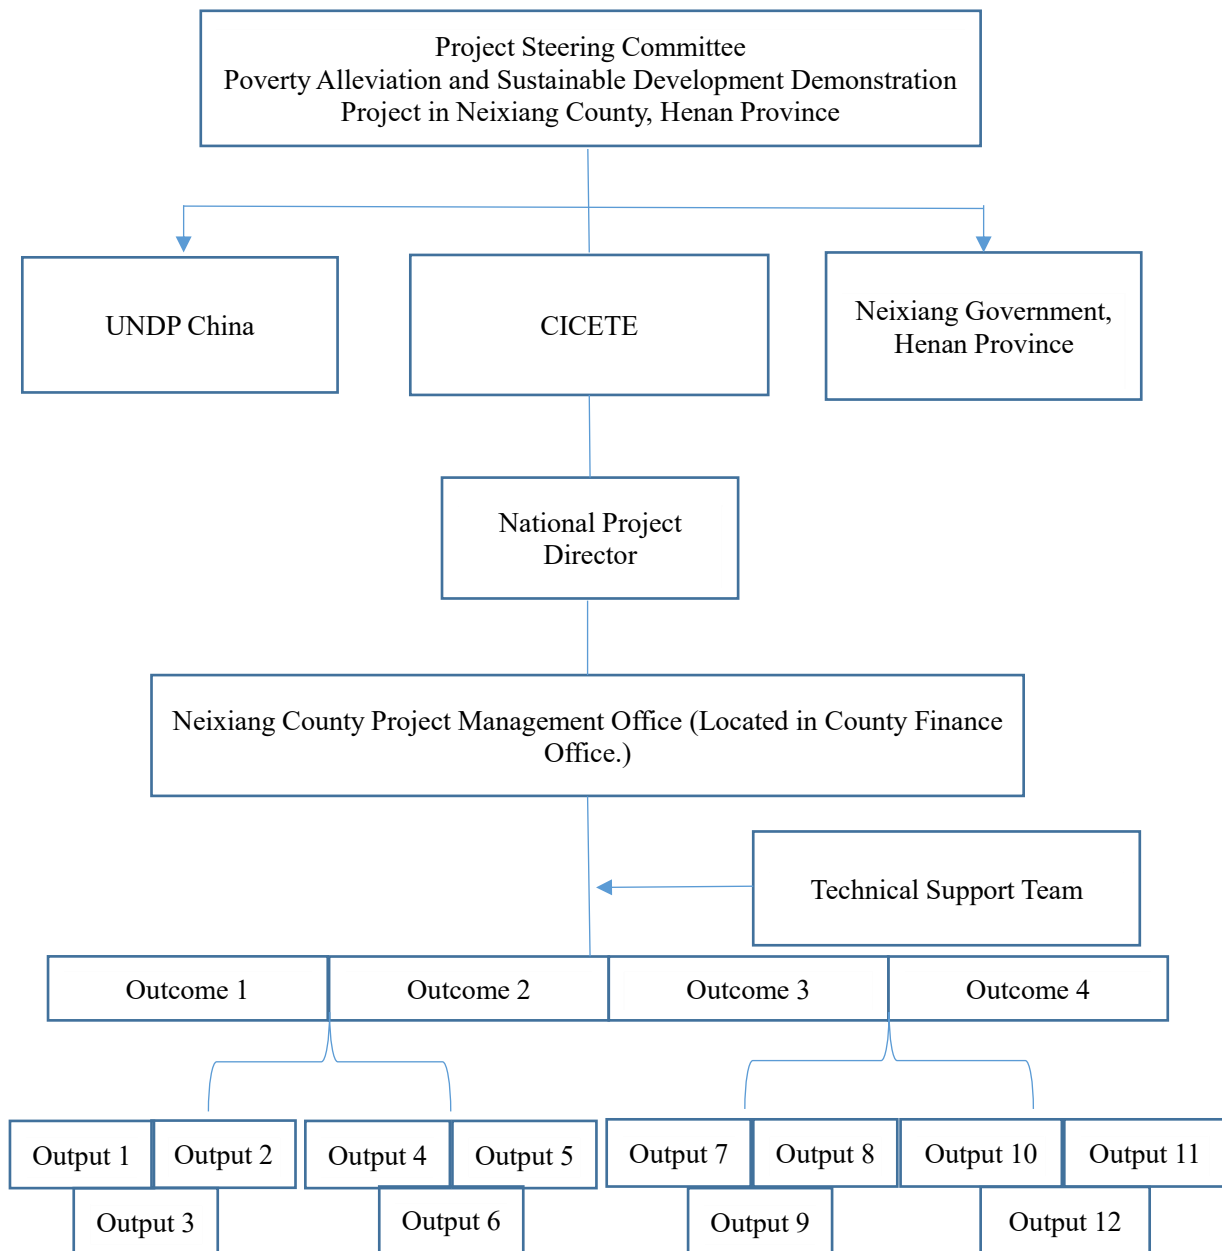 Project Steering Committee
Poverty Alleviation and Sustainable Development Demonstration
Project in Neixiang County, Henan Province
UNDP China
CICETE
Neixiang Government,
Henan Province
National Project
Director
Neixiang County Project Management Office (Located in County Finance
Office.)
Technical Support Team
Outcome 1
Outcome 2
Outcome 3
Outcome 4
Output 1
Output 2
Output 4
Output 5
Output 7
Output 8
Output 10
Output 11
Output 3
Output 6
Output 9
Output 12